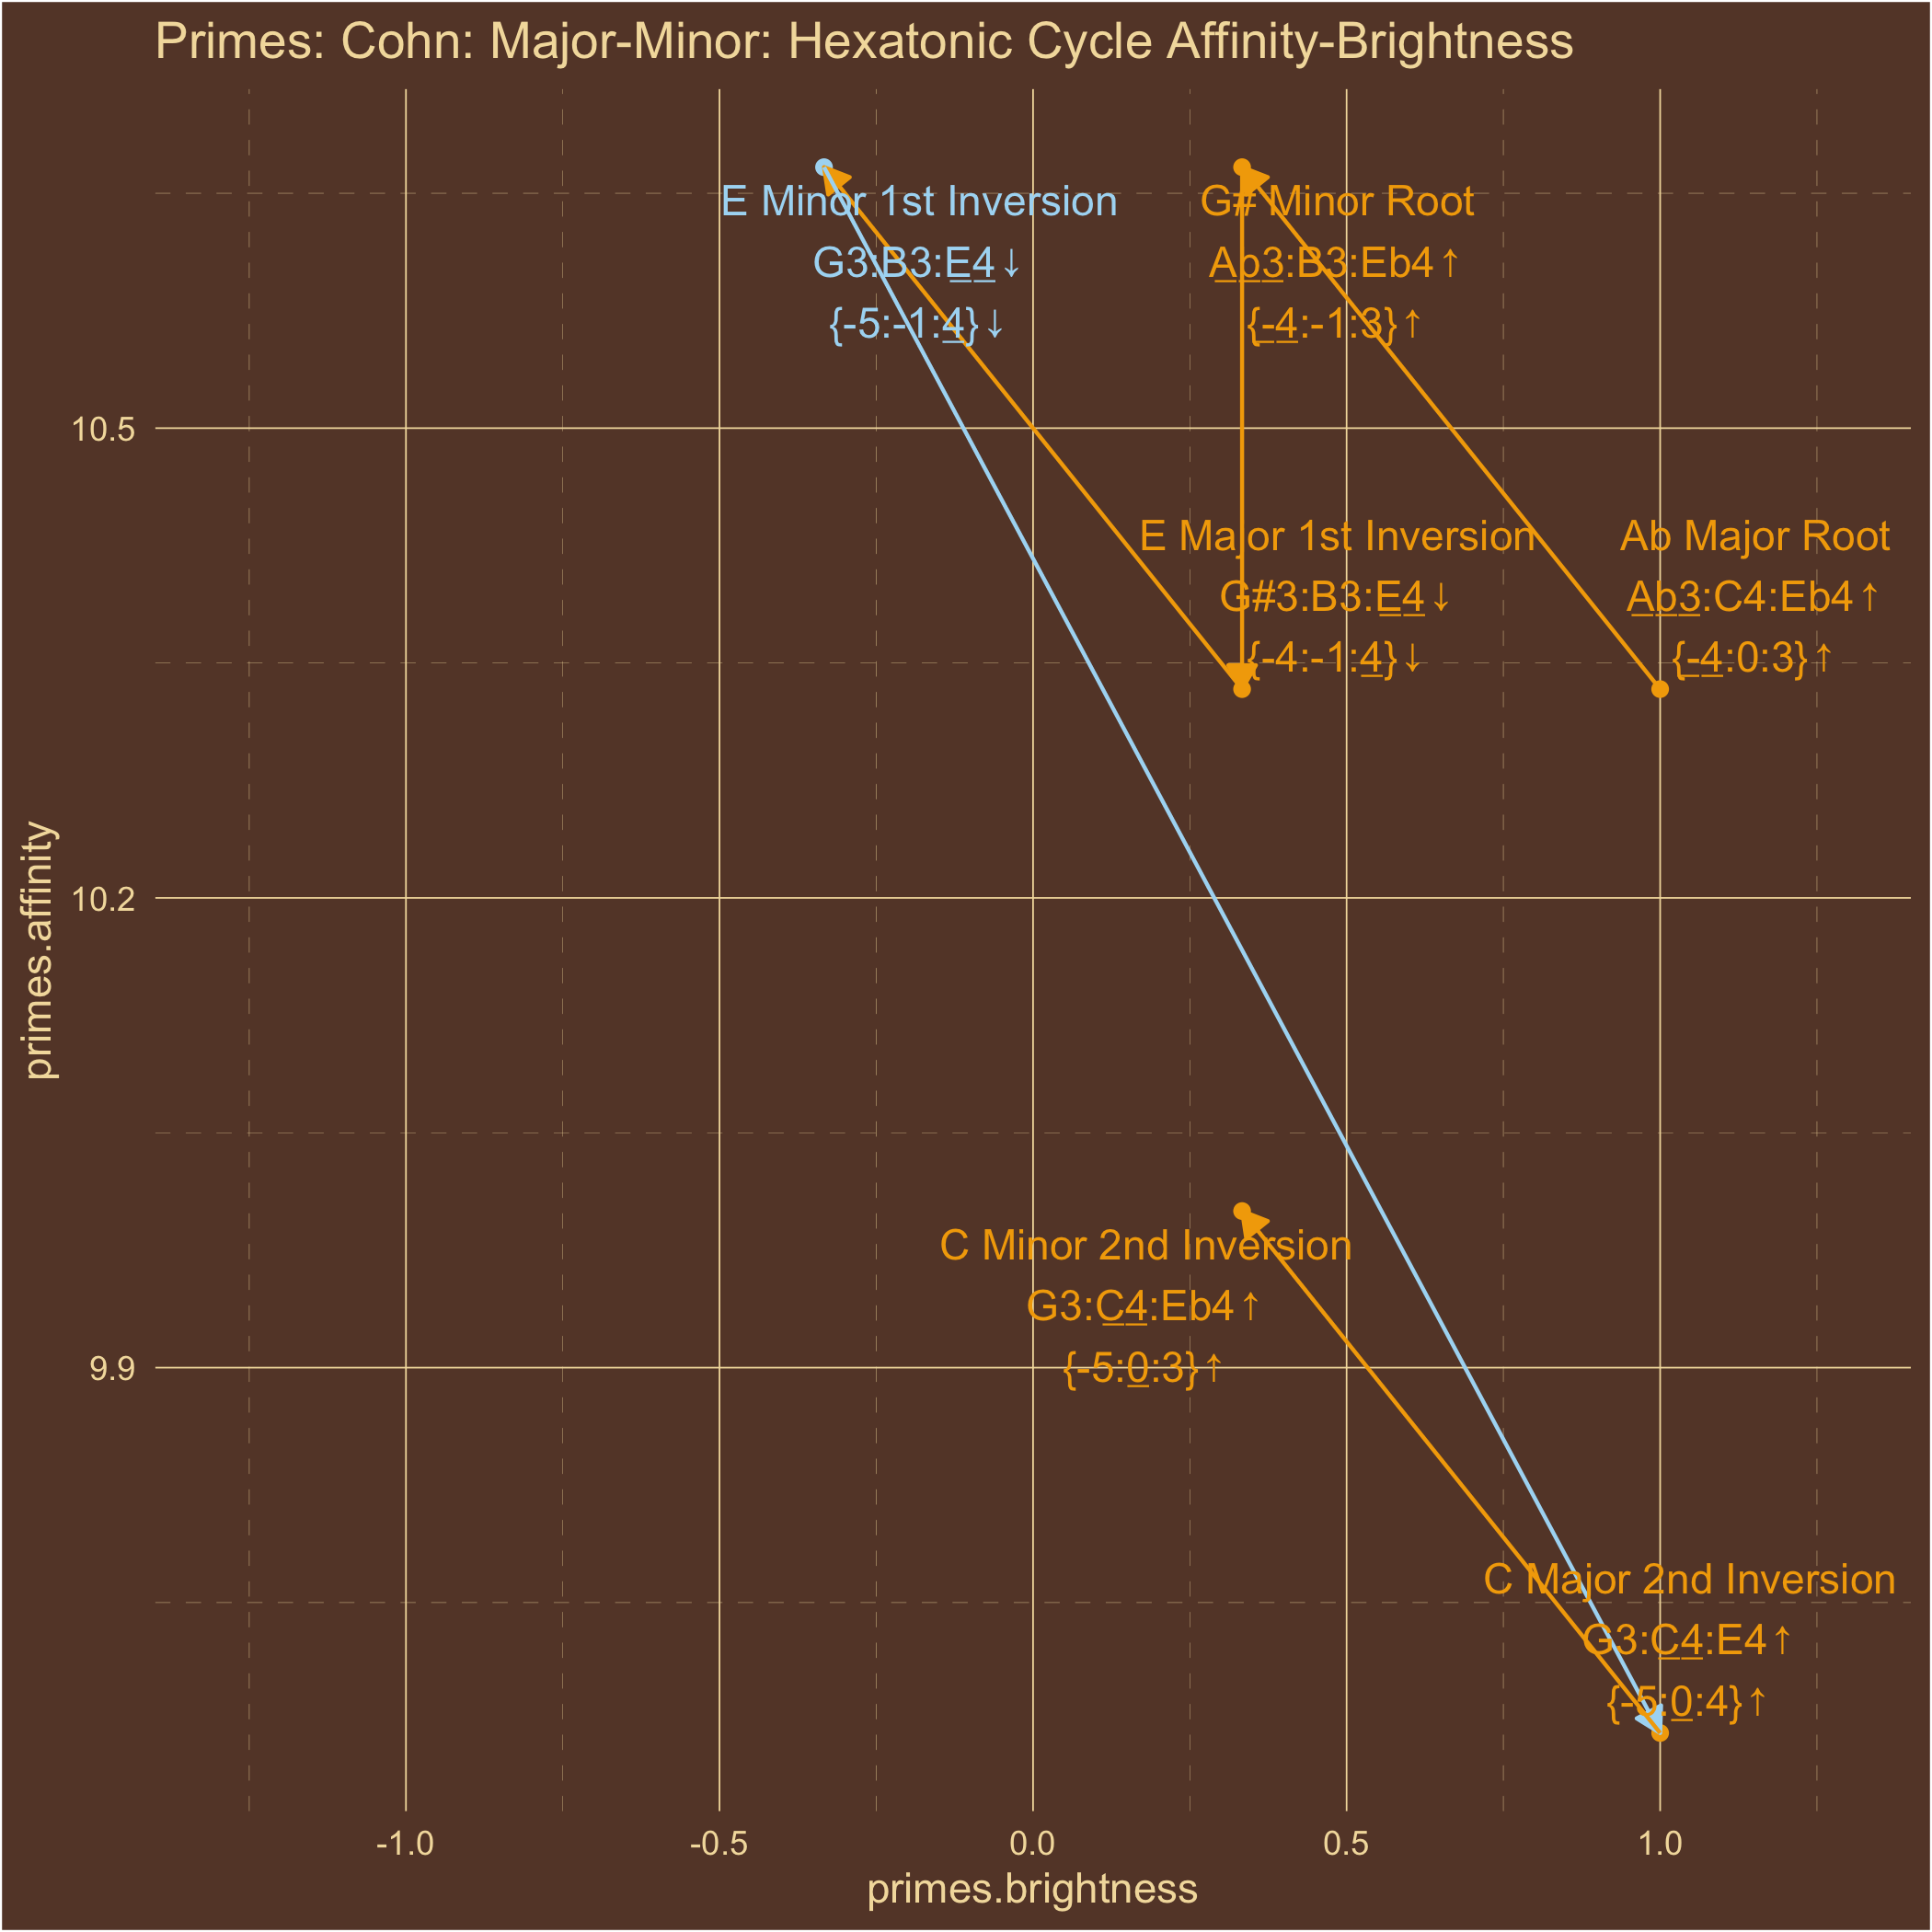 Primes: Cohn: Major-Minor: Hexatonic Cycle Affinity-Brightness
E Minor 1st Inversion
G3:B3:E4↓
{-5:-1:4}↓
G# Minor Root
Ab3:B3:Eb4↑
{-4:-1:3}↑
10.5
E Major 1st Inversion
G#3:B3:E4↓
{-4:-1:4}↓
Ab Major Root
Ab3:C4:Eb4↑
{-4:0:3}↑
primes.affinity
10.2
C Minor 2nd Inversion
G3:C4:Eb4↑
{-5:0:3}↑
9.9
C Major 2nd Inversion
G3:C4:E4↑
{-5:0:4}↑
-1.0
-0.5
0.0
0.5
1.0
primes.brightness